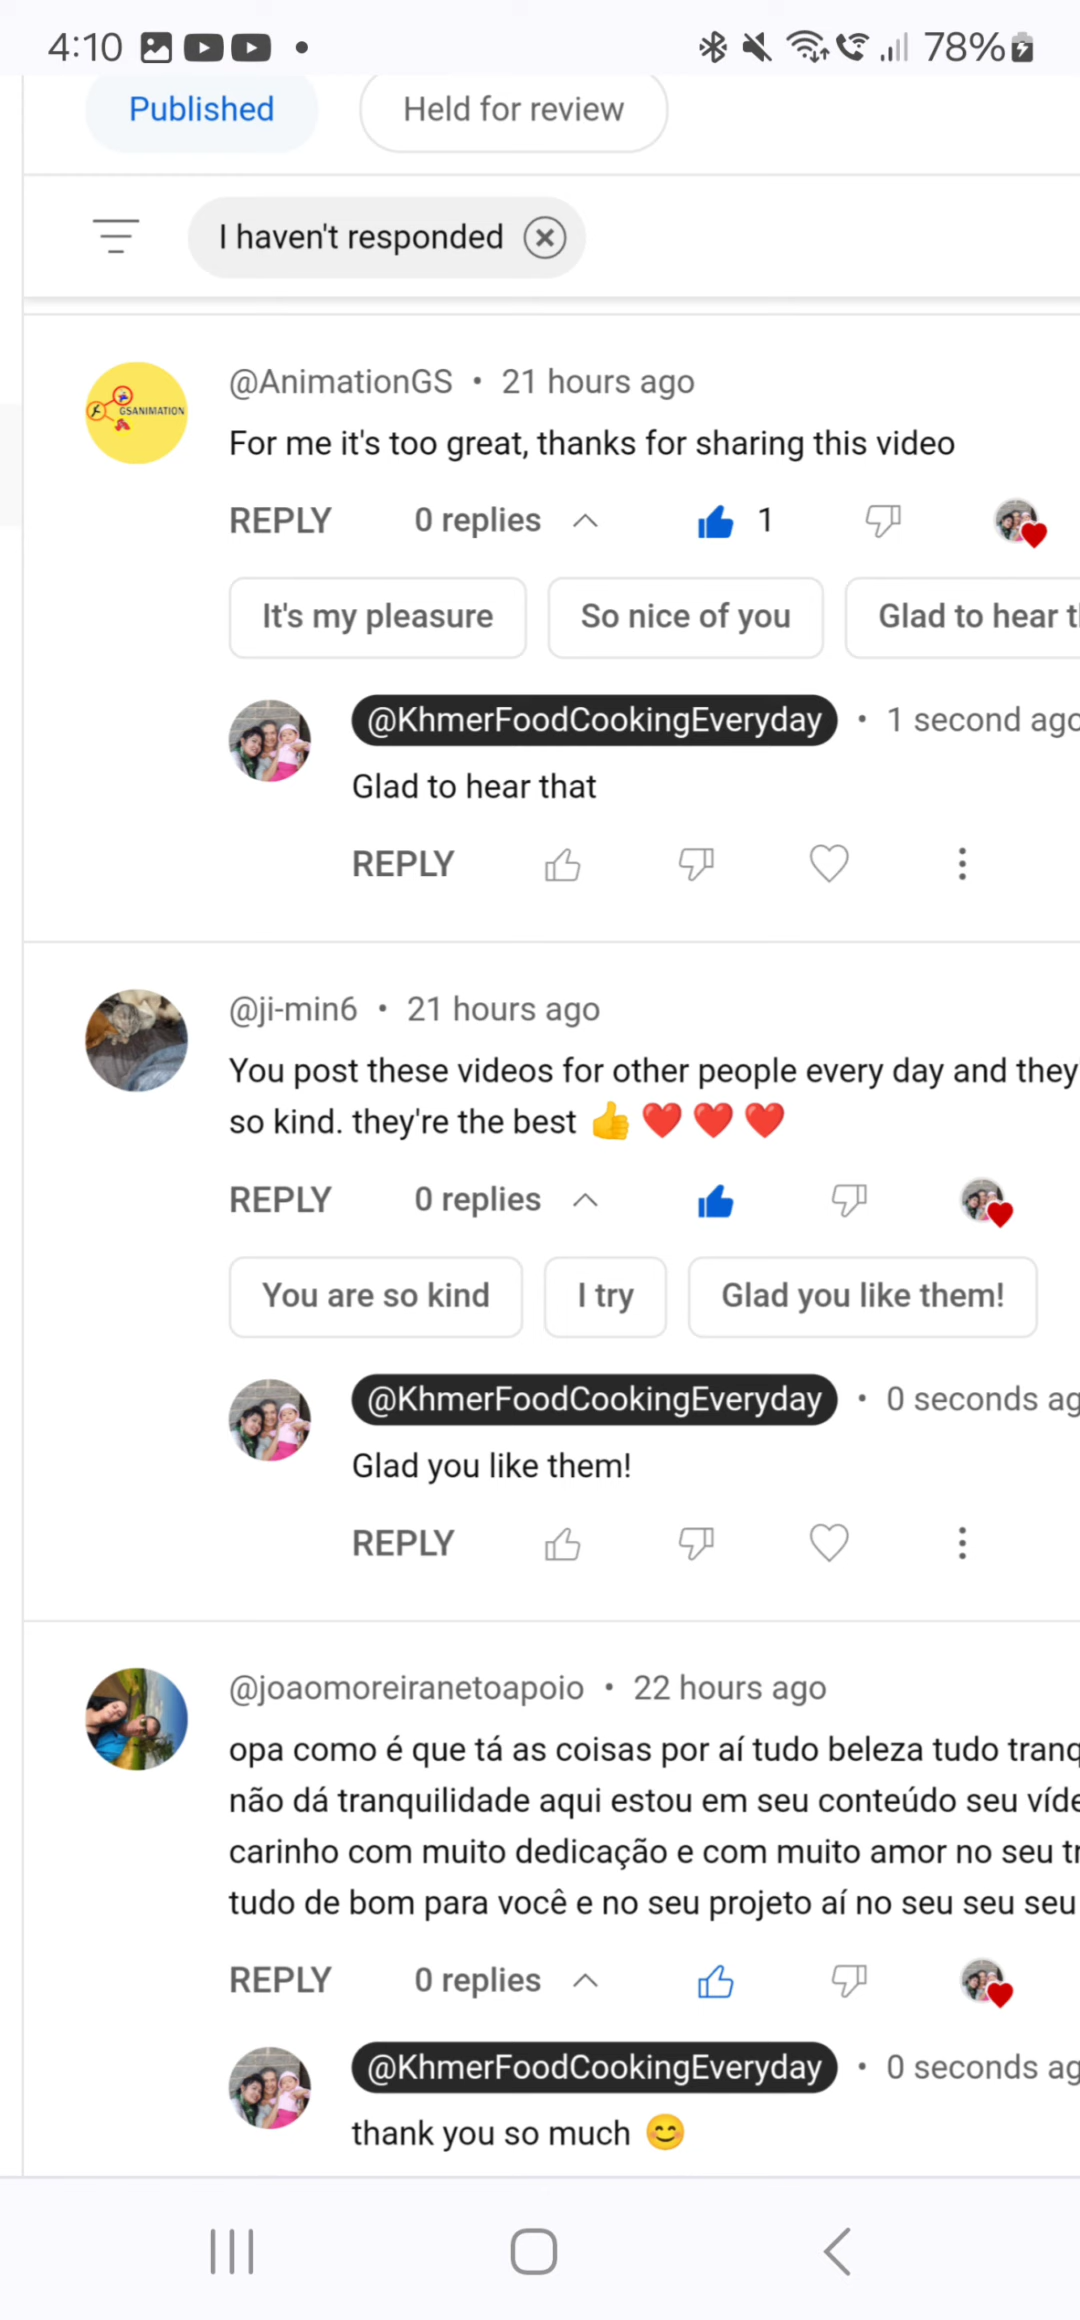 4:10
78%
Published
Held for review
I haven't responded
@AnimationGS • 21 hours ago
GSANIMATION
For me it's too great, thanks for sharing this video
REPLY 0 replies 1
It's my pleasure
So nice of you
Glad to hear t
@KhmerFoodCookingEveryday • 1 second ago
Glad to hear that
REPLY
@ji-min6 • 21 hours ago
You post these videos for other people every day and they
so kind. they're the best 👍 ❤️ ❤️ ❤️
REPLY 0 replies
You are so kind
I try
Glad you like them!
@KhmerFoodCookingEveryday • 0 seconds ag
Glad you like them!
REPLY
@joaomoreiranetoapoio • 22 hours ago
opa como é que tá as coisas por aí tudo beleza tudo tranq
não dá tranquilidade aqui estou em seu conteúdo seu víde
carinho com muito dedicação e com muito amor no seu tr
tudo de bom para você e no seu projeto aí no seu seu seu
REPLY 0 replies
@KhmerFoodCookingEveryday • 0 seconds ag
thank you so much 😊